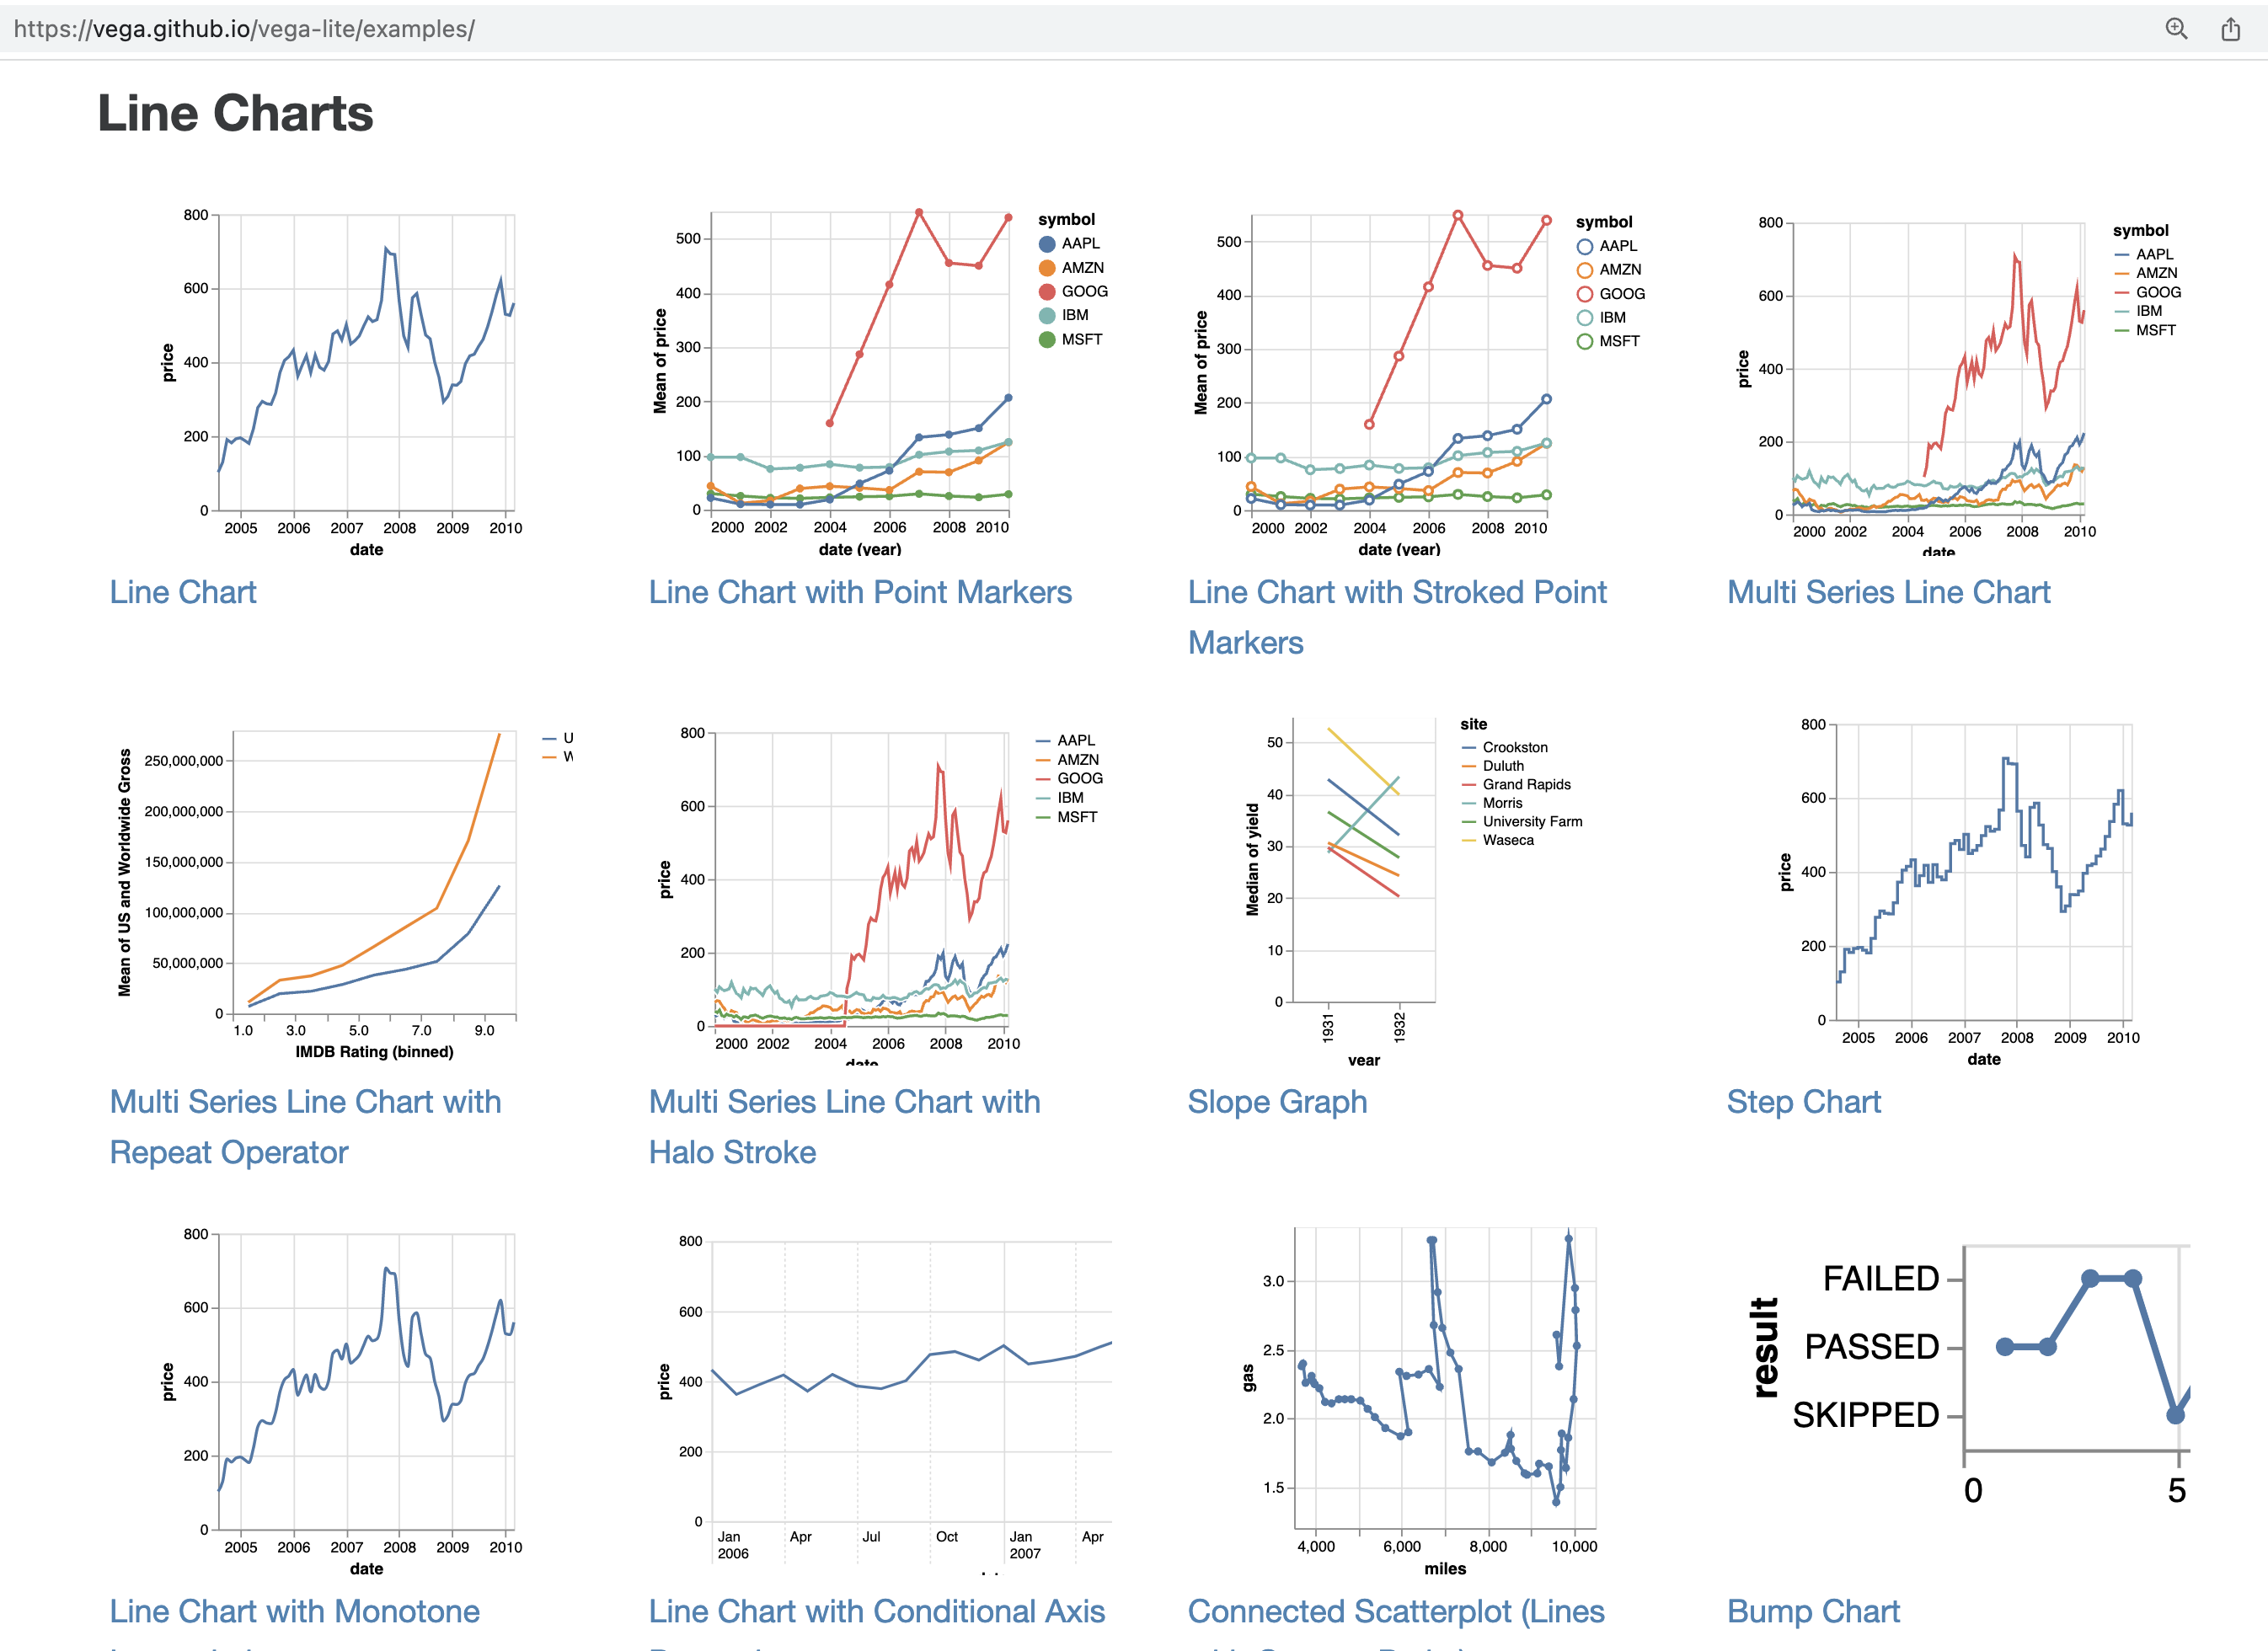 https://vega.github.io/vega-lite/examples/
Line Charts
800
600
400
200
0
price
2005 2006 2007 2008 2009 2010
date
Line Chart
500
400
300
200
100
0
Mean of price
2000 2002 2004 2006 2008 2010
date (year)
symbol
AAPL
AMZN
GOOG
IBM
MSFT
Line Chart with Point Markers
500
400
300
200
100
0
Mean of price
2000 2002 2004 2006 2008 2010
date (year)
symbol
AAPL
AMZN
GOOG
IBM
MSFT
Line Chart with Stroked Point
Markers
800
600
400
200
0
price
2000 2002 2004 2006 2008 2010
date
symbol
AAPL
AMZN
GOOG
IBM
MSFT
Multi Series Line Chart
250,000,000
200,000,000
150,000,000
100,000,000
50,000,000
0
Mean of US and Worldwide Gross
1.0 3.0 5.0 7.0 9.0
IMDB Rating (binned)
U
W
Multi Series Line Chart with
Repeat Operator
800
600
400
200
0
price
2000 2002 2004 2006 2008 2010
date
AAPL
AMZN
GOOG
IBM
MSFT
Multi Series Line Chart with
Halo Stroke
50
40
30
20
10
0
Median of yield
1931 1932
year
site
Crookston
Duluth
Grand Rapids
Morris
University Farm
Waseca
Slope Graph
800
600
400
200
0
price
2005 2006 2007 2008 2009 2010
date
Step Chart
800
600
400
200
0
price
2005 2006 2007 2008 2009 2010
date
Line Chart with Monotone
800
600
400
200
0
price
Jan Apr Jul Oct Jan Apr
2006 2007
Line Chart with Conditional Axis
3.0
2.5
2.0
1.5
gas
4,000 6,000 8,000 10,000
miles
Connected Scatterplot (Lines
FAILED
PASSED
SKIPPED
result
0 5
Bump Chart